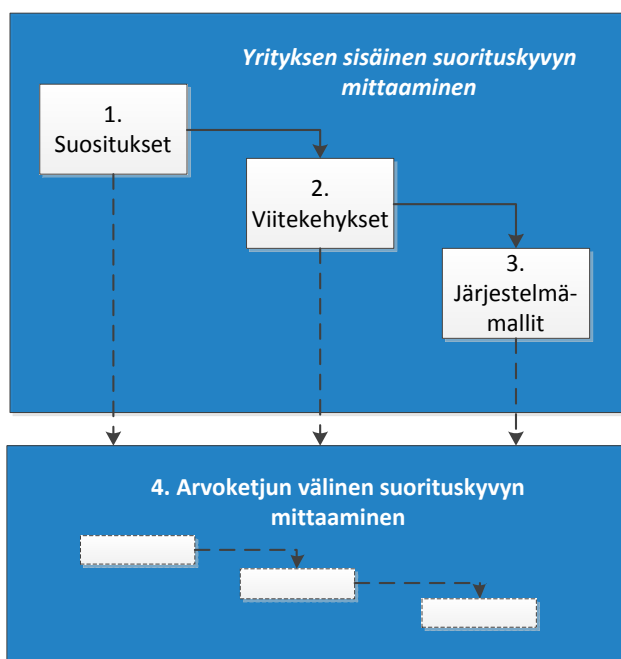 Yrityksen sisäinen suorituskyvyn
mittaaminen
1.
Suositukset
2.
Viitekehykset
3.
Järjestelmä-
mallit
4. Arvoketjun välinen suorituskyvyn
mittaaminen